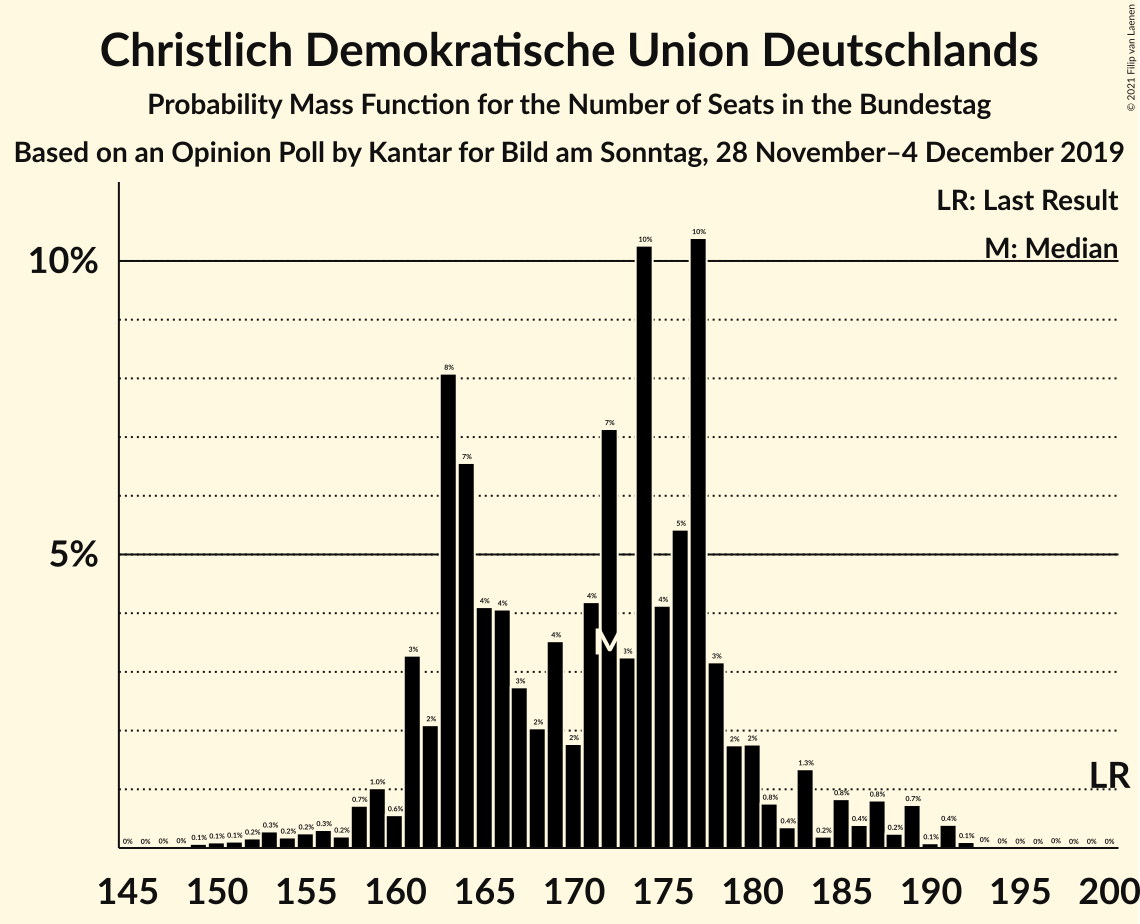 Christlich Demokratische Union Deutschlands
Probability Mass Function for the Number of Seats in the Bundestag
Based on an Opinion Poll by Kantar for Bild am Sonntag, 28 November–4 December 2019
© 2021 Filip van Laenen
LR: Last Result
M: Median
10%
5%
0% 0% 0% 0% 0.1% 0.1% 0.1% 0.2% 0.3% 0.2% 0.2% 0.3% 0.2% 0.7% 1.0% 0.6% 3% 2% 8% 7% 4% 4% 3% 2% 4% 2% 4% 7% 3% 10% 4% 5% 10% 3% 2% 2% 0.8% 0.4% 1.3% 0.2% 0.8% 0.4% 0.8% 0.2% 0.7% 0.1% 0.4% 0.1% 0% 0% 0% 0% 0% 0% 0% 0%
M
LR
145 150 155 160 165 170 175 180 185 190 195 200